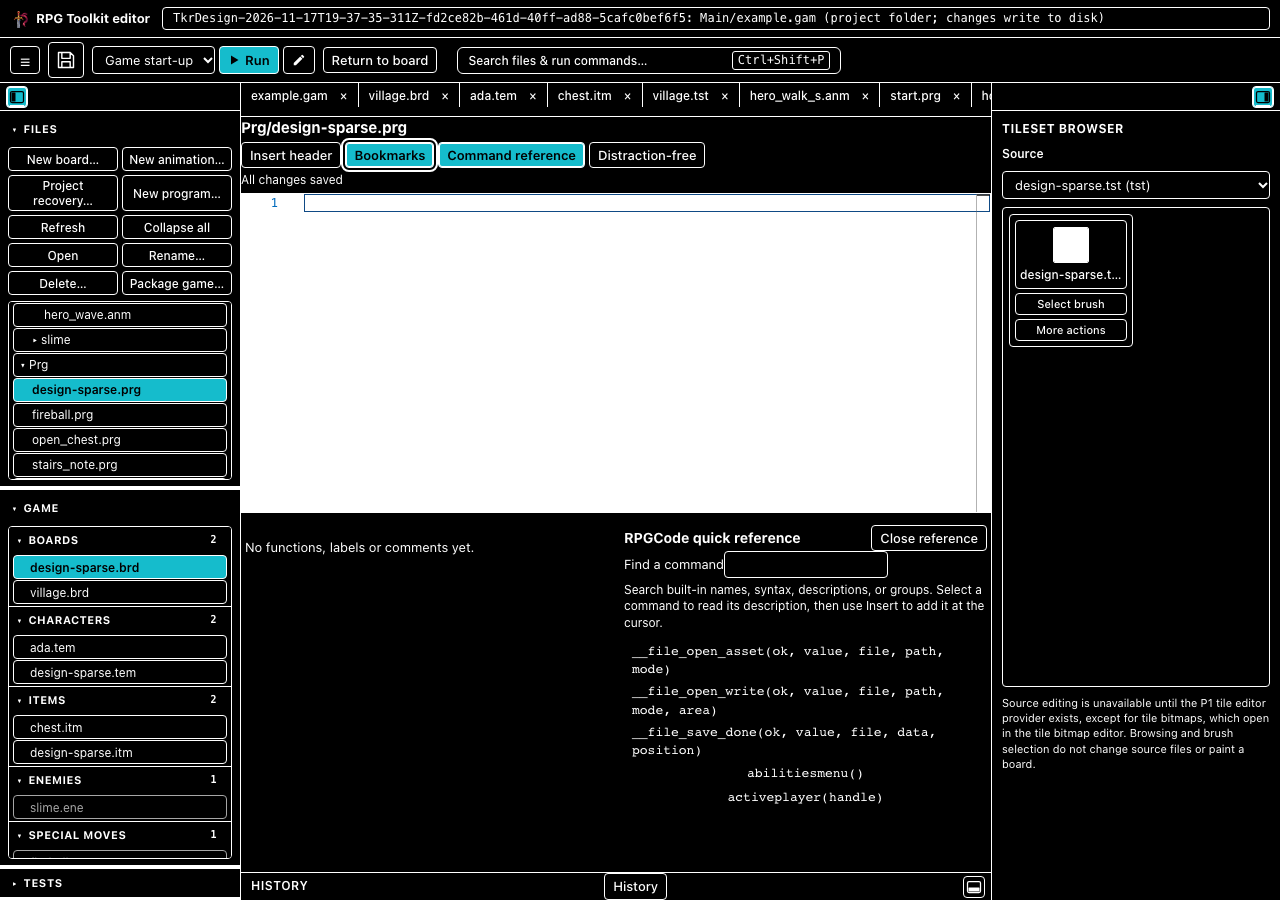 RPG Toolkit editor
TkrDesign-2026-11-17T19-37-35-311Z-fd2ce82b-461d-40ff-ad88-5cafc0bef6f5: Main/example.gam (project folder; changes write to disk)
Game start-up
Run
Return to board
Search files & run commands... Ctrl+Shift+P
FILES
New board...
New animation...
Project recovery...
New program...
Refresh
Collapse all
Open
Rename...
Delete...
Package game...
hero_wave.anm
slime
Prg
design-sparse.prg
fireball.prg
open_chest.prg
stairs_note.prg
GAME
BOARDS 2
design-sparse.brd
village.brd
CHARACTERS 2
ada.tem
design-sparse.tem
ITEMS 2
chest.itm
design-sparse.itm
ENEMIES 1
slime.ene
SPECIAL MOVES 1
TESTS
example.gam ×
village.brd ×
ada.tem ×
chest.itm ×
village.tst ×
hero_walk_s.anm ×
start.prg ×
Prg/design-sparse.prg
Insert header
Bookmarks
Command reference
Distraction-free
All changes saved
1
No functions, labels or comments yet.
RPGCode quick reference
Close reference
Find a command
Search built-in names, syntax, descriptions, or groups. Select a
command to read its description, then use Insert to add it at the
cursor.
__file_open_asset(ok, value, file, path,
mode)
__file_open_write(ok, value, file, path,
mode, area)
__file_save_done(ok, value, file, data,
position)
abilitiesmenu()
activeplayer(handle)
HISTORY
History
TILESET BROWSER
Source
design-sparse.tst (tst)
design-sparse.t...
Select brush
More actions
Source editing is unavailable until the P1 tile editor
provider exists, except for tile bitmaps, which open
in the tile bitmap editor. Browsing and brush
selection do not change source files or paint a
board.